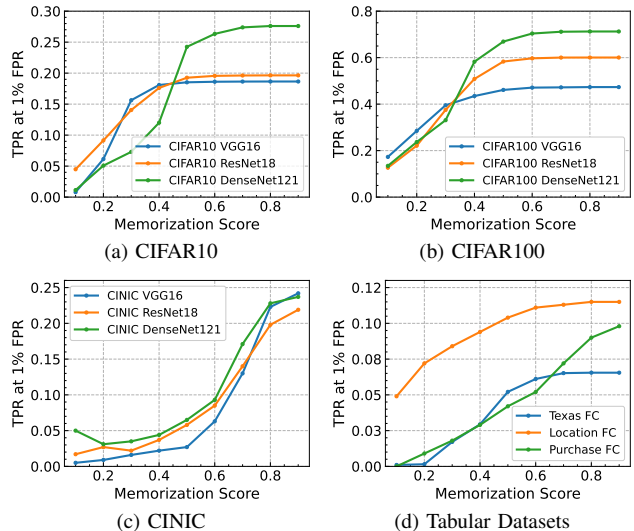 0.30
0.25
0.20
0.15
0.10
0.05
0.00
TPR at 1% FPR
CIFAR10 VGG16
CIFAR10 ResNet18
CIFAR10 DenseNet121
0.2 0.4 0.6 0.8
Memorization Score
(a) CIFAR10
0.8
0.6
0.4
0.2
0.0
TPR at 1% FPR
CIFAR100 VGG16
CIFAR100 ResNet18
CIFAR100 DenseNet121
0.2 0.4 0.6 0.8
Memorization Score
(b) CIFAR100
0.25
0.20
0.15
0.10
0.05
0.00
TPR at 1% FPR
CINIC VGG16
CINIC ResNet18
CINIC DenseNet121
0.2 0.4 0.6 0.8
Memorization Score
(c) CINIC
0.12
0.10
0.08
0.05
0.03
0.00
TPR at 1% FPR
Texas FC
Location FC
Purchase FC
0.2 0.4 0.6 0.8
Memorization Score
(d) Tabular Datasets